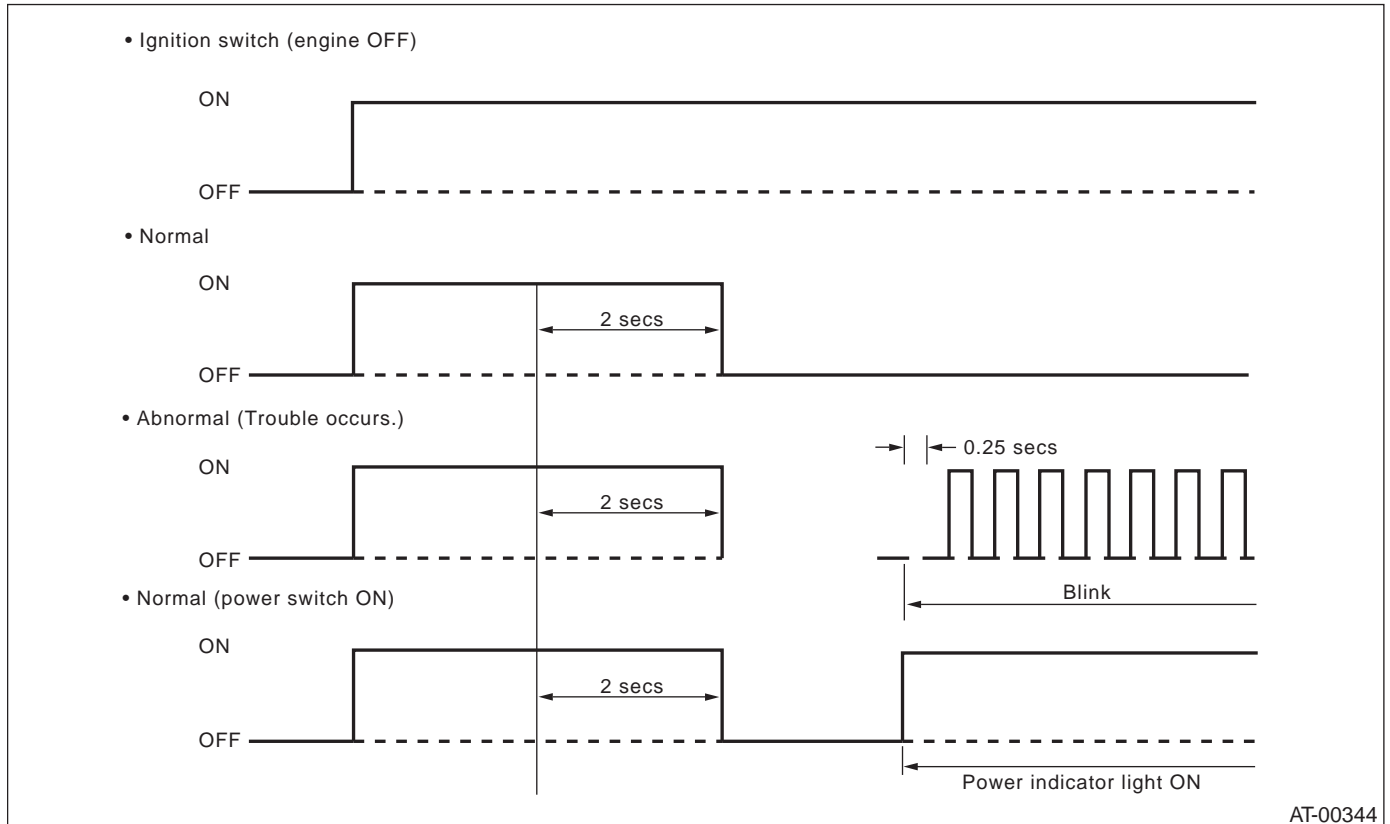 • Ignition switch (engine OFF)
ON
OFF
• Normal
ON
2 secs
OFF
• Abnormal (Trouble occurs.)
0.25 secs
ON
2 secs
OFF
Blink
• Normal (power switch ON)
ON
2 secs
OFF
Power indicator light ON
AT-00344